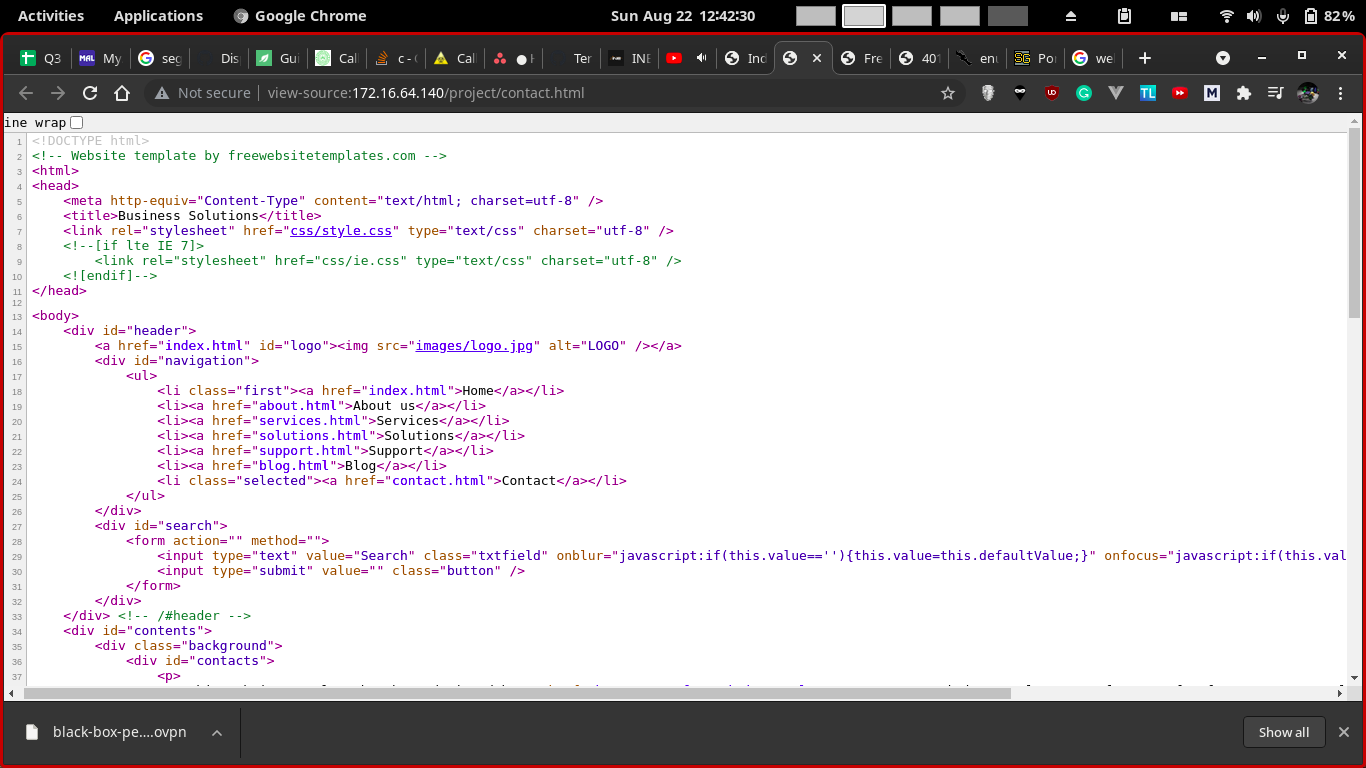 Activities Applications Google Chrome Sun Aug 22 12:42:30 82%
Q3 MAL My seg Dis Gui Cal c - Cal Ter INE Ind Fre 401 enu Po we
Not secure | view-source:172.16.64.140/project/contact.html
ine wrap
1 <!DOCTYPE html>
2 <!-- Website template by freewebsitetemplates.com -->
3 <html>
4 <head>
5 <meta http-equiv="Content-Type" content="text/html; charset=utf-8" />
6 <title>Business Solutions</title>
7 <link rel="stylesheet" href="css/style.css" type="text/css" charset="utf-8" />
8 <!--[if lte IE 7]>
9 <link rel="stylesheet" href="css/ie.css" type="text/css" charset="utf-8" />
10 <![endif]-->
11 </head>
12
13 <body>
14 <div id="header">
15 <a href="index.html" id="logo"><img src="images/logo.jpg" alt="LOGO" /></a>
16 <div id="navigation">
17 <ul>
18 <li class="first"><a href="index.html">Home</a></li>
19 <li><a href="about.html">About us</a></li>
20 <li><a href="services.html">Services</a></li>
21 <li><a href="solutions.html">Solutions</a></li>
22 <li><a href="support.html">Support</a></li>
23 <li><a href="blog.html">Blog</a></li>
24 <li class="selected"><a href="contact.html">Contact</a></li>
25 </ul>
26 </div>
27 <div id="search">
28 <form action="" method="">
29 <input type="text" value="Search" class="txtfield" onblur="javascript:if(this.value==''){this.value=this.defaultValue;}" onfocus="javascript:if(this.val
30 <input type="submit" value="" class="button" />
31 </form>
32 </div>
33 </div> <!-- /#header -->
34 <div id="contents">
35 <div class="background">
36 <div id="contacts">
37 <p>
black-box-pe....ovpn Show all